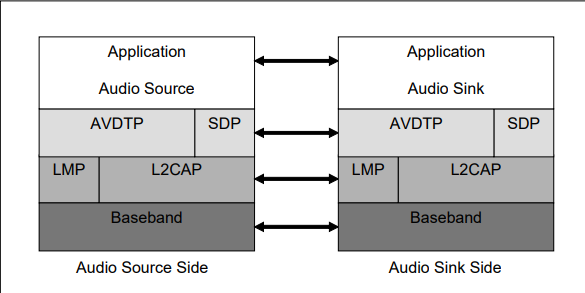 Application
Audio Source
AVDTP
SDP
LMP
L2CAP
Baseband
Audio Source Side
Application
Audio Sink
AVDTP
SDP
LMP
L2CAP
Baseband
Audio Sink Side